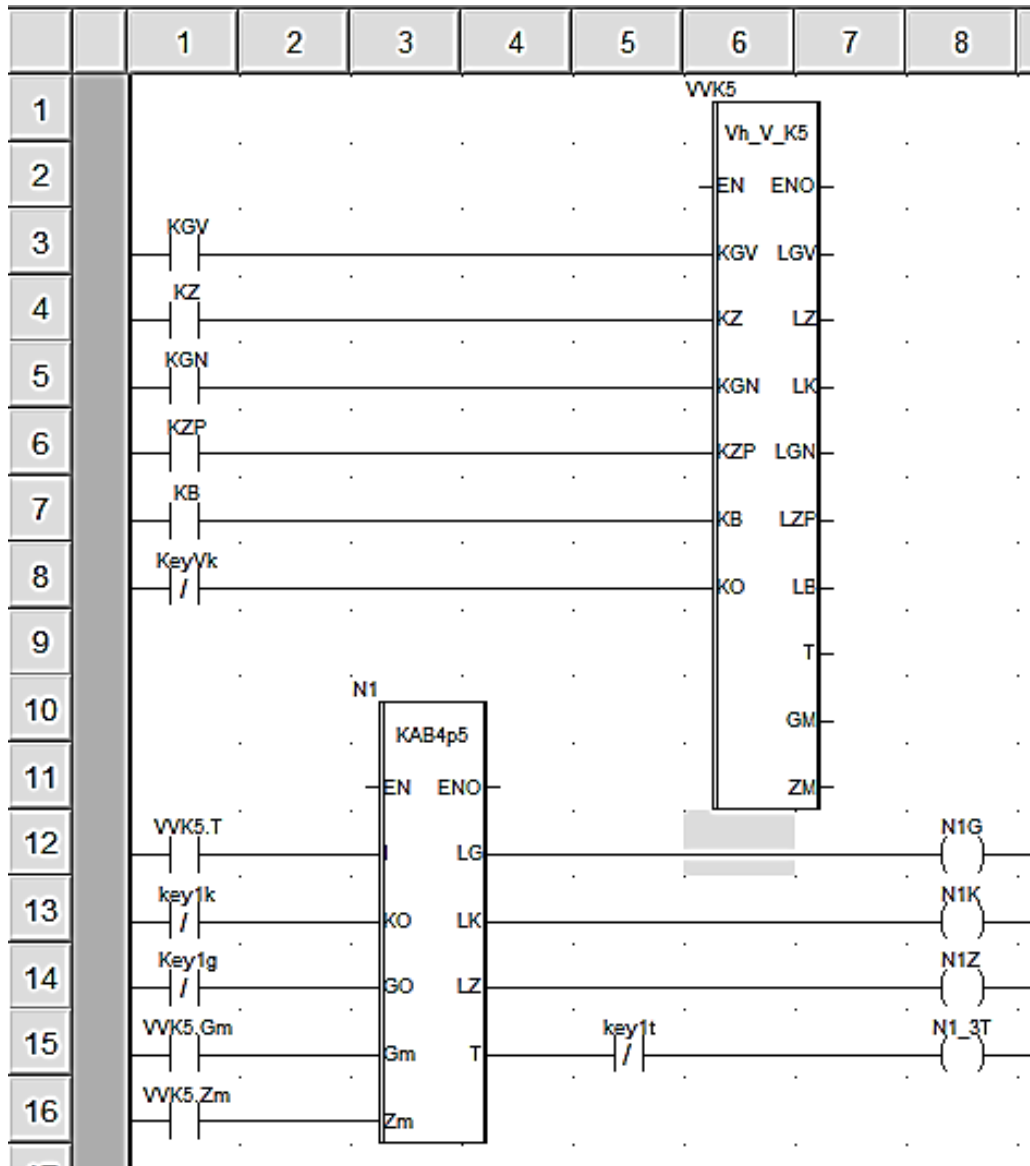 1 2 3 4 5 6 7 8
VVK5
1 Vh_V_K5
2 EN ENO
KGV
3 KGV LGV
KZ
4 KZ LZ
KGN
5 KGN LK
KZP
6 KZP LGN
KB
7 KB LZP
KeyVk
8 KO LB
9 T
N1
10 KAB4p5 GM
11 EN ENO ZM
VVK5.T N1G
12 I LG
key1k N1K
13 KO LK
Key1g N1Z
14 GO LZ
VVK5.Gm key1t N1_3T
15 Gm T
VVK5.Zm
16 Zm